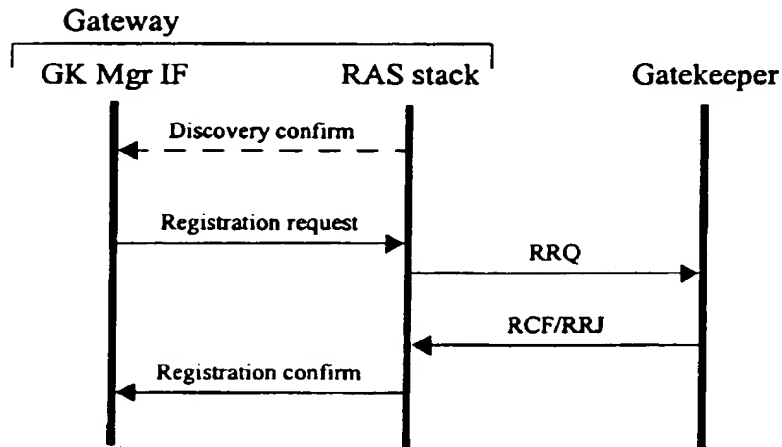 Gateway
GK Mgr IF
RAS stack
Gatekeeper
Discovery confirm
Registration request
RRQ
RCF/RRJ
Registration confirm